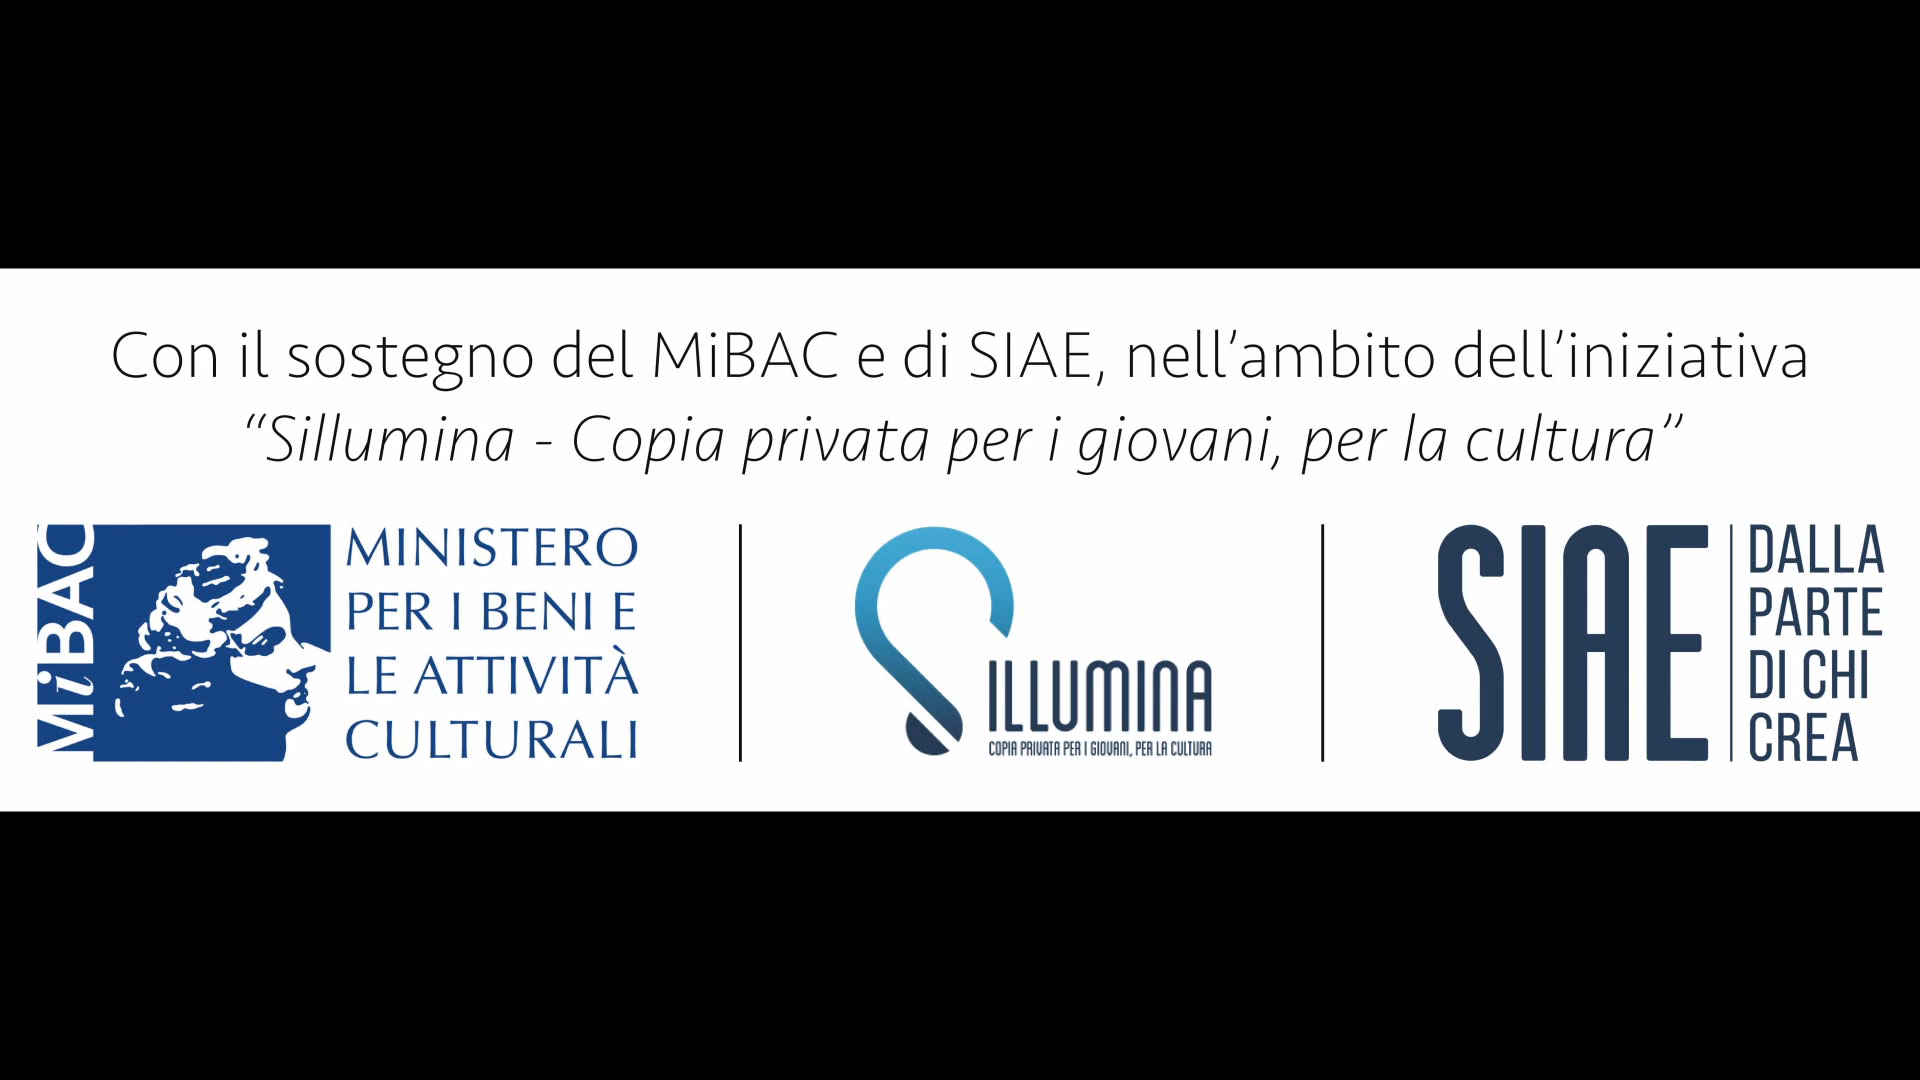 Con il sostegno del MiBAC e di SIAE, nell’ambito dell’iniziativa
“Sillumina - Copia privata per i giovani, per la cultura”
MiBAC
MINISTERO
PER I BENI E
LE ATTIVITÀ
CULTURALI
SILLUMINA
COPIA PRIVATA PER I GIOVANI, PER LA CULTURA
SIAE
DALLA
PARTE
DI CHI
CREA